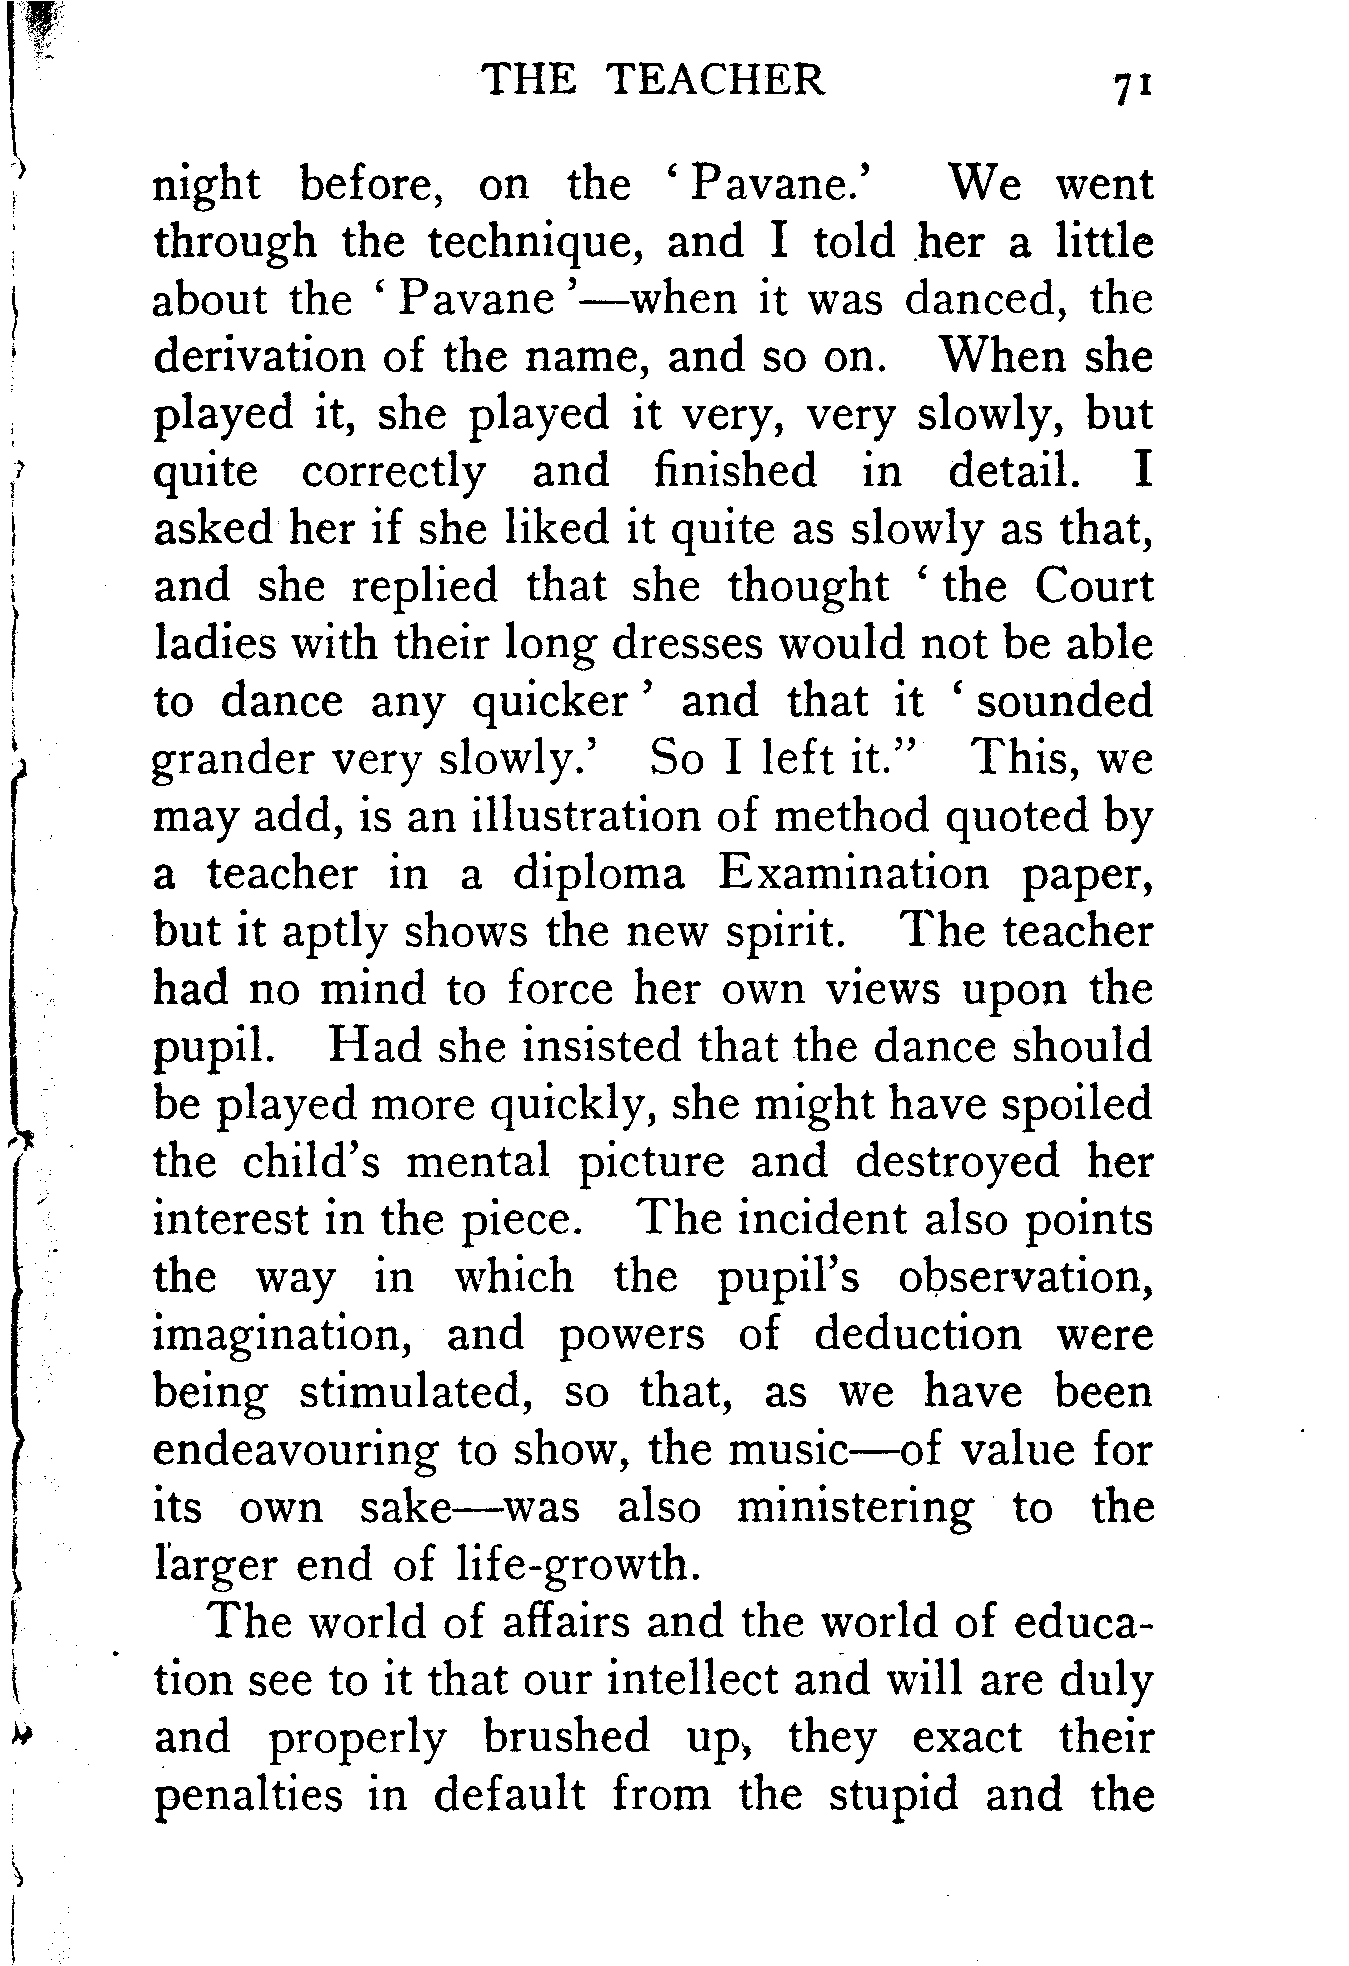 THE TEACHER 71
night before, on the ‘ Pavane.’ We went
through the technique, and I told her a little
about the ‘ Pavane ’—when it was danced, the
derivation of the name, and so on. When she
played it, she played it very, very slowly, but
quite correctly and finished in detail. I
asked her if she liked it quite as slowly as that,
and she replied that she thought ‘ the Court
ladies with their long dresses would not be able
to dance any quicker ’ and that it ‘ sounded
grander very slowly.’ So I left it.” This, we
may add, is an illustration of method quoted by
a teacher in a diploma Examination paper,
but it aptly shows the new spirit. The teacher
had no mind to force her own views upon the
pupil. Had she insisted that the dance should
be played more quickly, she might have spoiled
the child’s mental picture and destroyed her
interest in the piece. The incident also points
the way in which the pupil’s observation,
imagination, and powers of deduction were
being stimulated, so that, as we have been
endeavouring to show, the music—of value for
its own sake—was also ministering to the
larger end of life-growth.
The world of affairs and the world of educa-
tion see to it that our intellect and will are duly
and properly brushed up, they exact their
penalties in default from the stupid and the